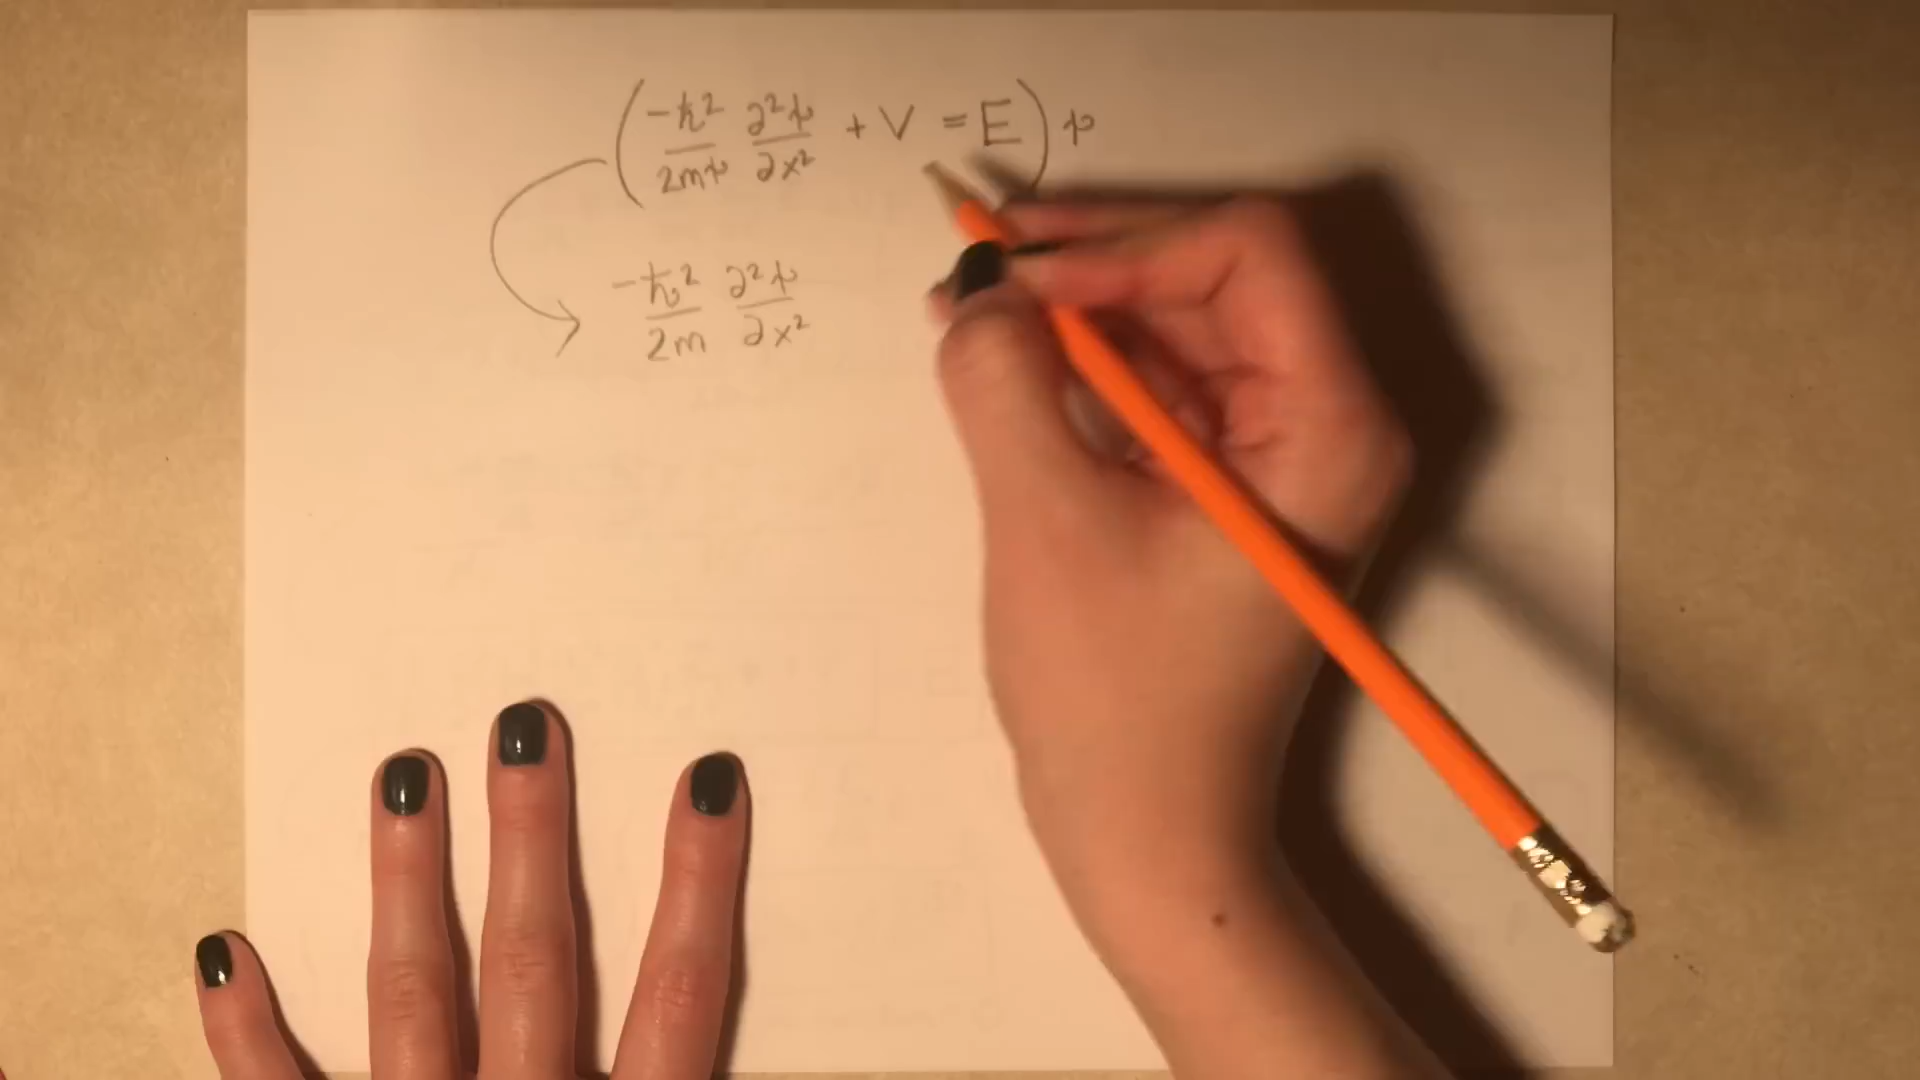 (-ħ²/2mψ ∂²ψ/∂x² + V = E) ψ
-ħ²/2m ∂²ψ/∂x²